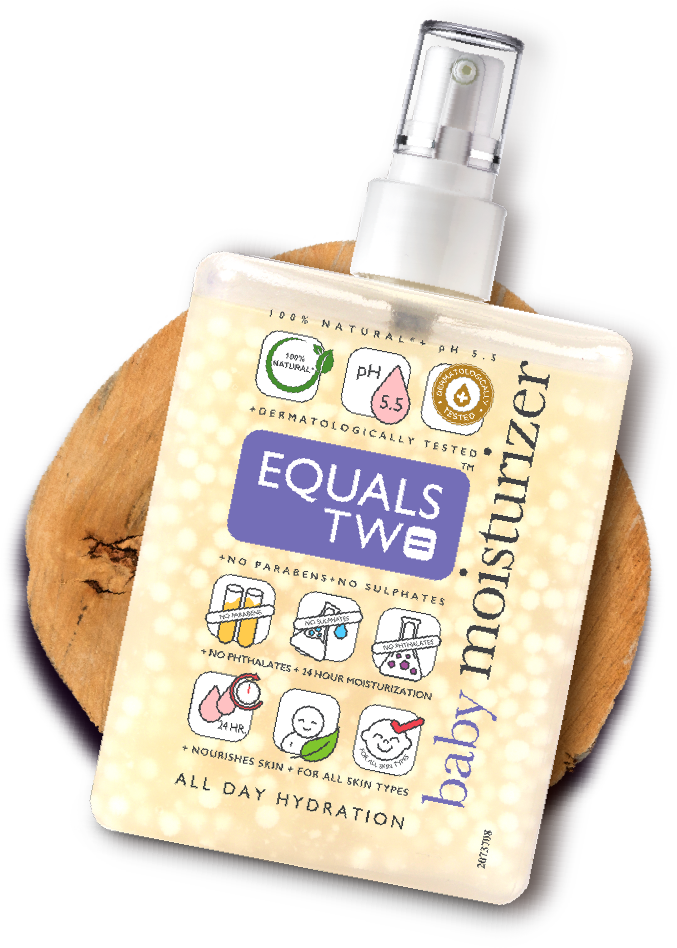 100% NATURAL*+ pH 5.5
100%
NATURAL*
pH
5.5
DERMATOLOGICALLY
TESTED
+DERMATOLOGICALLY TESTED
TM
EQUALS
TWO
+NO PARABENS+NO SULPHATES
NO PARABENS
NO SULPHATES
NO PHTHALATES
+ NO PHTHALATES + 24 HOUR MOISTURIZATION
24 HR.
FOR ALL SKIN TYPES
+ NOURISHES SKIN + FOR ALL SKIN TYPES
ALL DAY HYDRATION
baby moisturizer
2073798